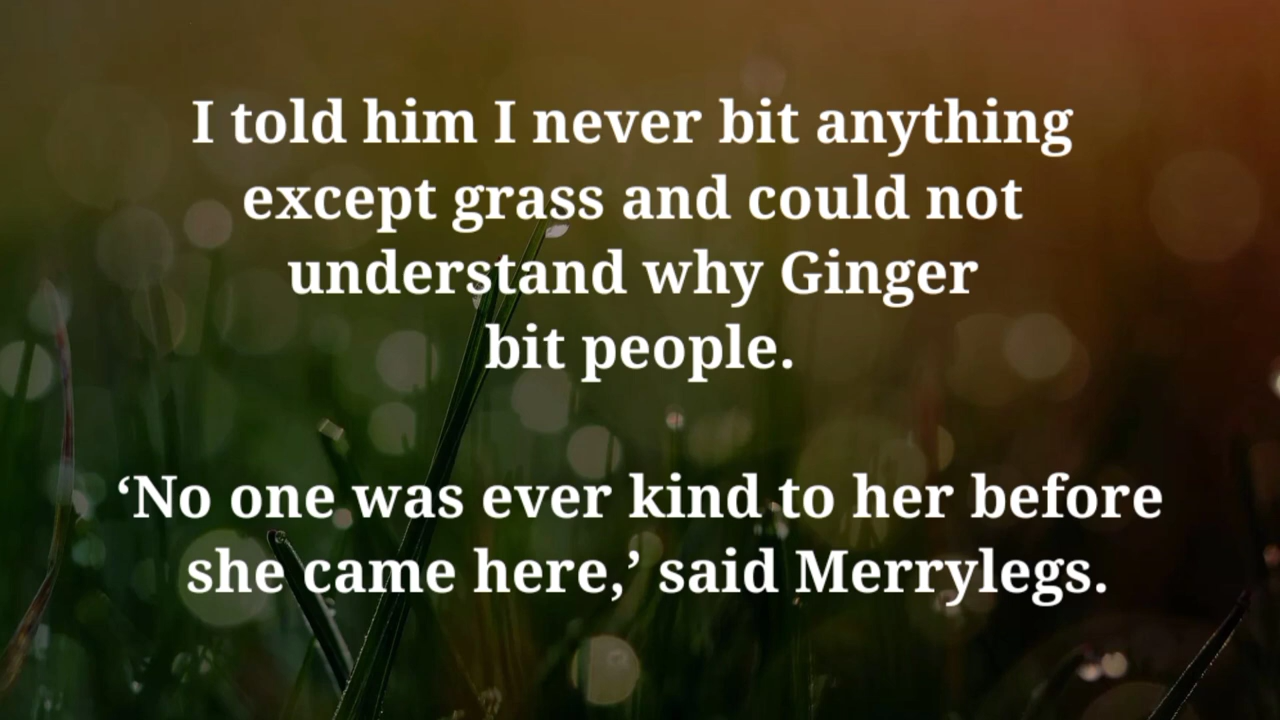 I told him I never bit anything
except grass and could not
understand why Ginger
bit people.
‘No one was ever kind to her before
she came here,’ said Merrylegs.